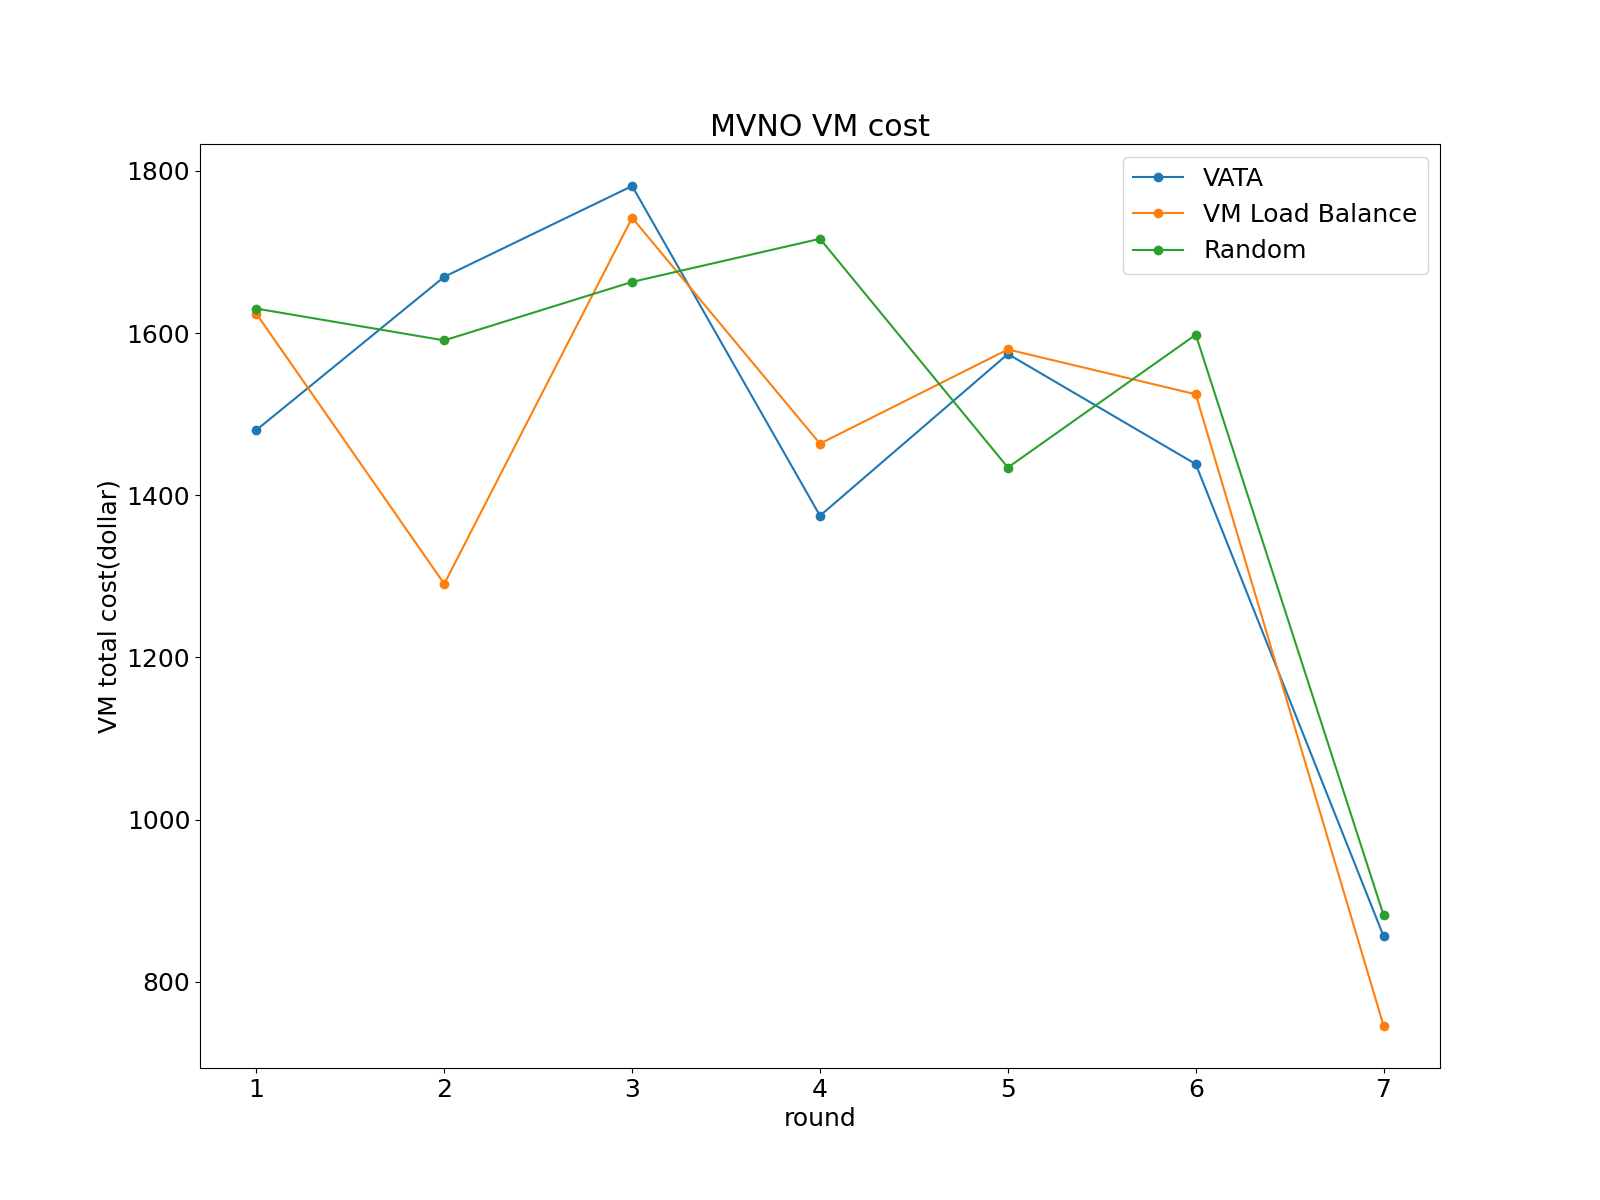 MVNO VM cost
VATA
VM Load Balance
Random
VM total cost(dollar)
1800
1600
1400
1200
1000
800
1 2 3 4 5 6 7
round